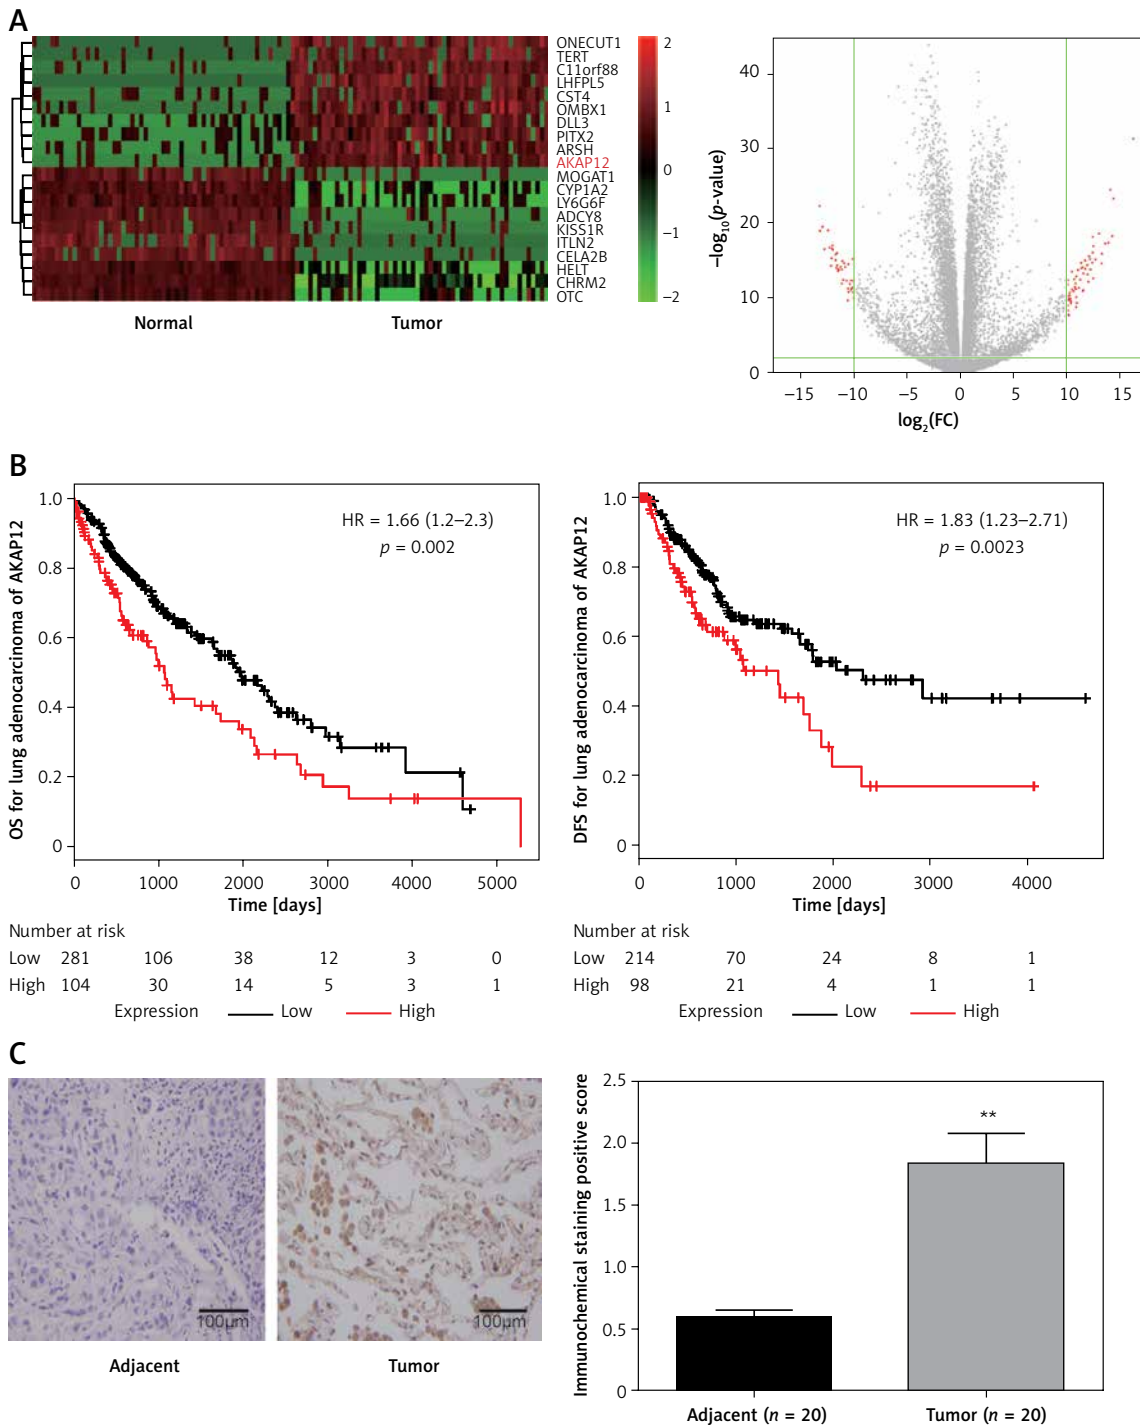 A
ONECUT1
TERT
C11orf88
LHFPL5
CST4
OMBX1
DLL3
PITX2
ARSH
AKAP12
MOGAT1
CYP1A2
LY6G6F
ADCY8
KISS1R
ITLN2
CELA2B
HELT
CHRM2
OTC
2
1
0
−1
−2
Normal
Tumor
−log10(p-value)
40
30
20
10
0
−15
−10
−5
0
5
10
15
log2(FC)
B
OS for lung adenocarcinoma of AKAP12
1.0
0.8
0.6
0.4
0.2
0
HR = 1.66 (1.2–2.3)
p = 0.002
0 1000 2000 3000 4000 5000
Time [days]
Number at risk
Low 281 106 38 12 3 0
High 104 30 14 5 3 1
Expression Low High
DFS for lung adenocarcinoma of AKAP12
1.0
0.8
0.6
0.4
0.2
0
HR = 1.83 (1.23–2.71)
p = 0.0023
0 1000 2000 3000 4000
Time [days]
Number at risk
Low 214 70 24 8 1
High 98 21 4 1 1
Expression Low High
C
100µm
100µm
Adjacent
Tumor
Immunochemical staining positive score
2.5
2.0
1.5
1.0
0.5
0
**
Adjacent (n = 20)
Tumor (n = 20)